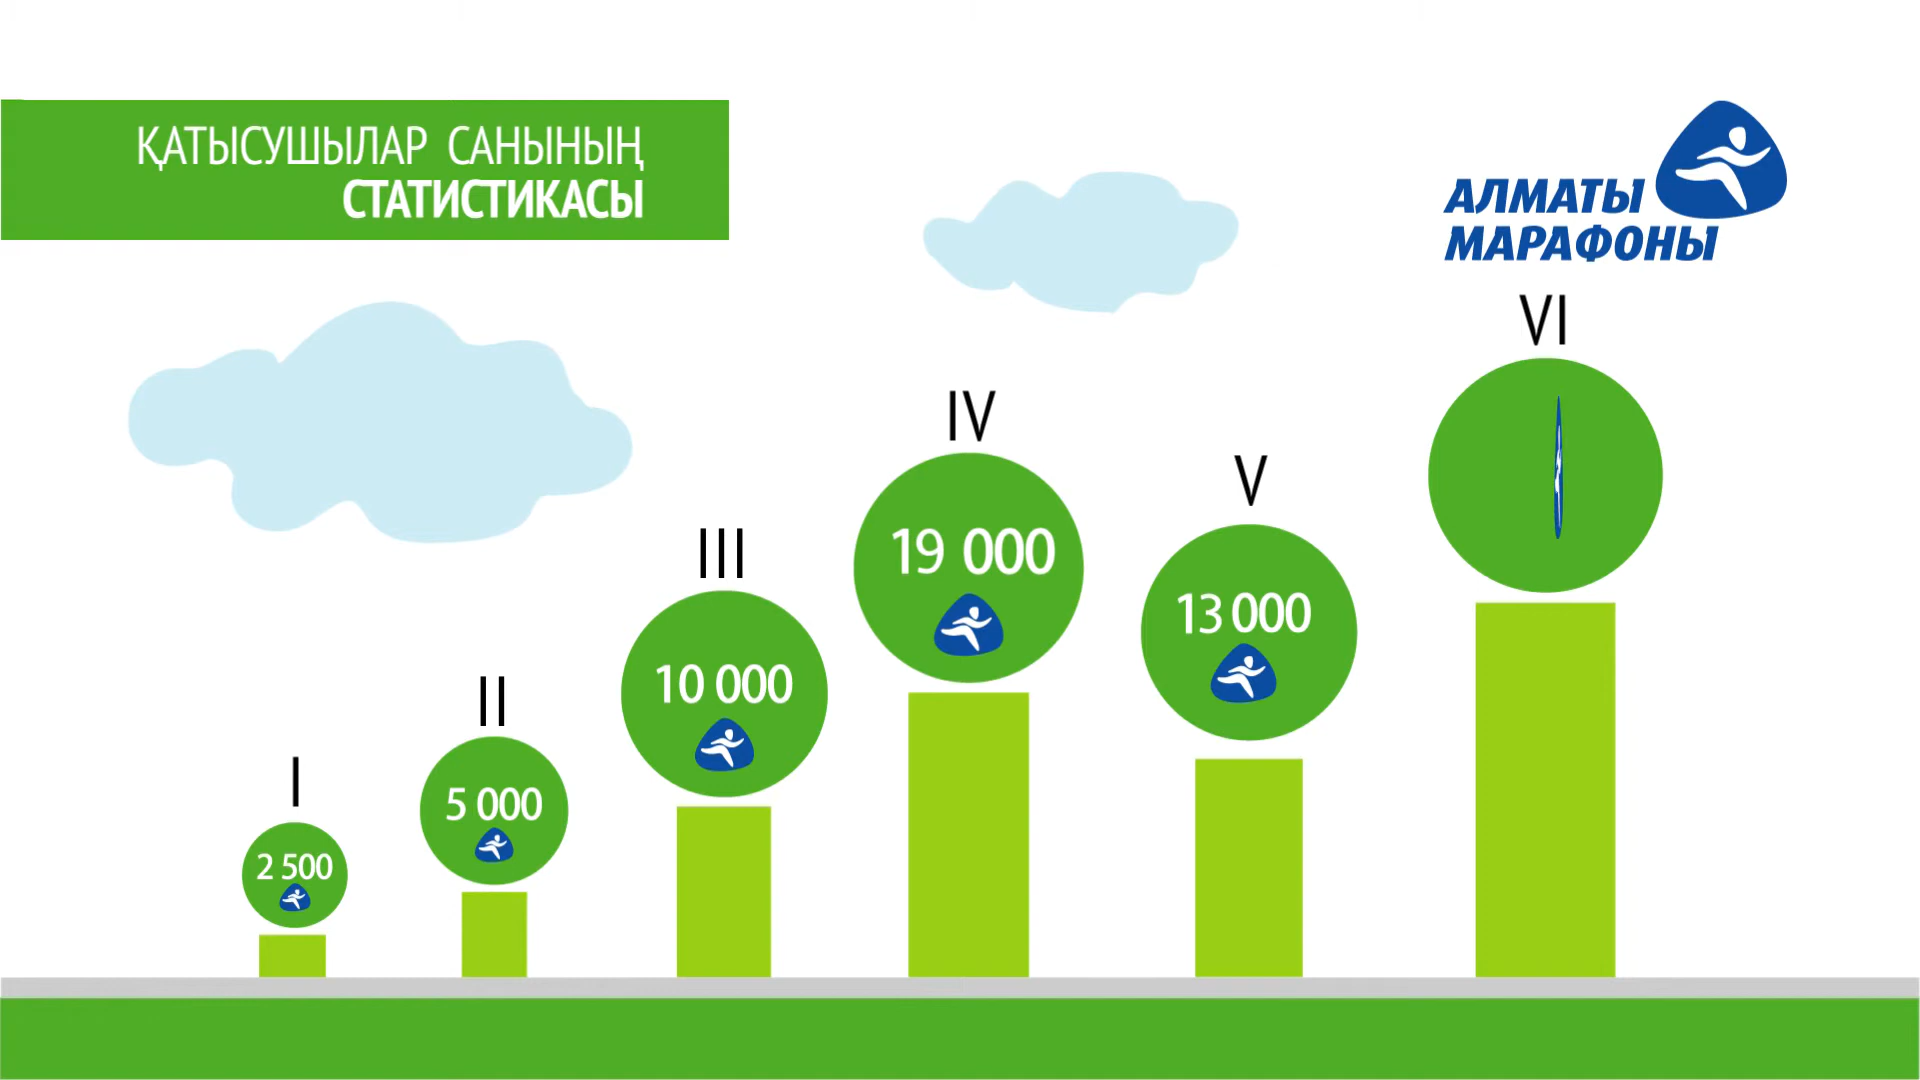 ҚАТЫСУШЫЛАР САНЫНЫҢ
СТАТИСТИКАСЫ
АЛМАТЫ
МАРАФОНЫ
I
2 500
II
5 000
III
10 000
IV
19 000
V
13 000
VI